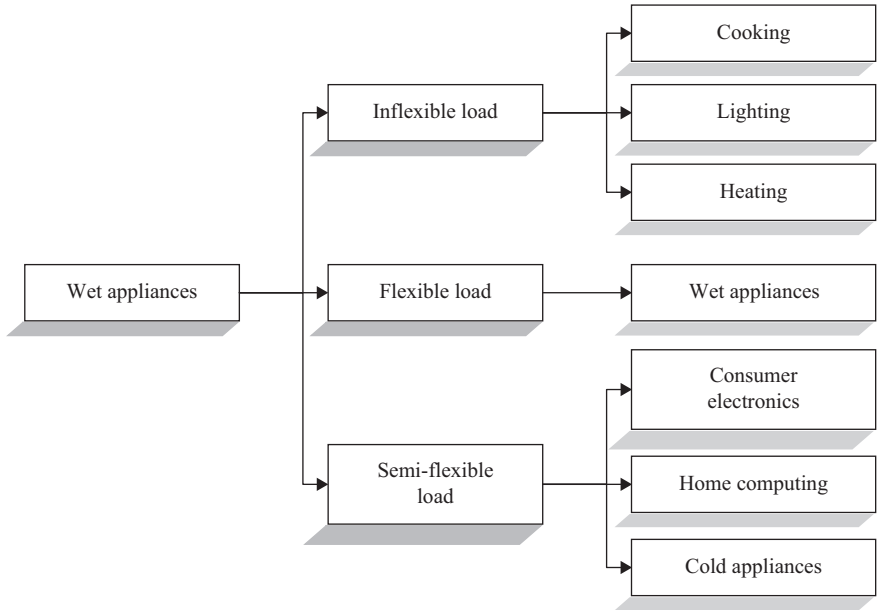 Wet appliances
Inflexible load
Cooking
Lighting
Heating
Flexible load
Wet appliances
Semi-flexible
load
Consumer
electronics
Home computing
Cold appliances